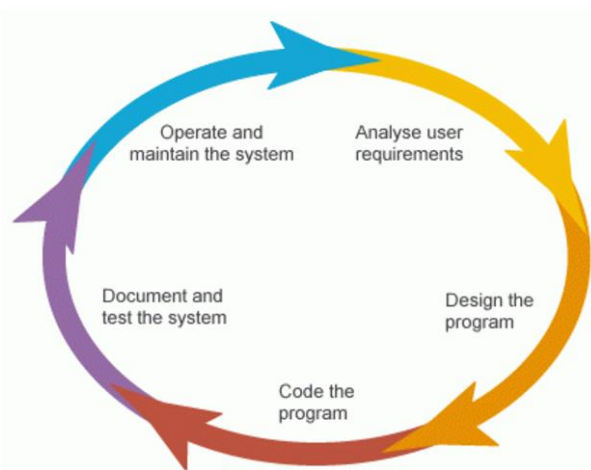 Operate and
maintain the system
Analyse user
requirements
Design the
program
Code the
program
Document and
test the system